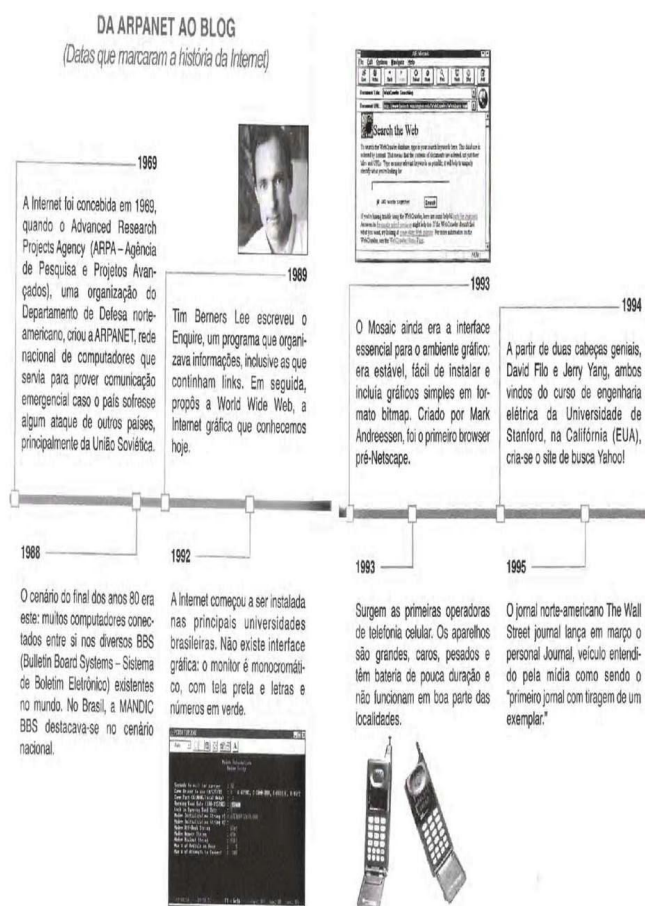 DA ARPANET AO BLOG
(Datas que marcaram a história da Internet)
1969
A Internet foi concebida em 1969,
quando o Advanced Research
Projects Agency (ARPA – Agência
de Pesquisa e Projetos Avan-
çados), uma organização do
Departamento de Defesa norte-
americano, criou a ARPANET, rede
nacional de computadores que
servia para prover comunicação
emergencial caso o país sofresse
algum ataque de outros países,
principalmente da União Soviética.
1989
Tim Berners Lee escreveu o
Enquire, um programa que organi-
zava informações, inclusive as que
continham links. Em seguida,
propôs a World Wide Web, a
Internet gráfica que conhecemos
hoje.
1988
O cenário do final dos anos 80 era
este: muitos computadores conec-
tados entre si nos diversos BBS
(Bulletin Board Systems – Sistema
de Boletim Eletrônico) existentes
no mundo. No Brasil, a MANDIC
BBS destacava-se no cenário
nacional.
1992
A Internet começou a ser instalada
nas principais universidades
brasileiras. Não existe interface
gráfica: o monitor é monocromáti-
co, com tela preta e letras e
números em verde.
Search the Web
1993
O Mosaic ainda era a interface
essencial para o ambiente gráfico:
era estável, fácil de instalar e
incluía gráficos simples em for-
mato bitmap. Criado por Mark
Andreessen, foi o primeiro browser
pré-Netscape.
1994
A partir de duas cabeças geniais,
David Filo e Jerry Yang, ambos
vindos do curso de engenharia
elétrica da Universidade de
Stanford, na Califórnia (EUA),
cria-se o site de busca Yahoo!
1993
Surgem as primeiras operadoras
de telefonia celular. Os aparelhos
são grandes, caros, pesados e
têm bateria de pouca duração e
não funcionam em boa parte das
localidades.
1995
O jornal norte-americano The Wall
Street journal lança em março o
personal Journal, veículo entendi-
do pela mídia como sendo o
"primeiro jornal com tiragem de um
exemplar."